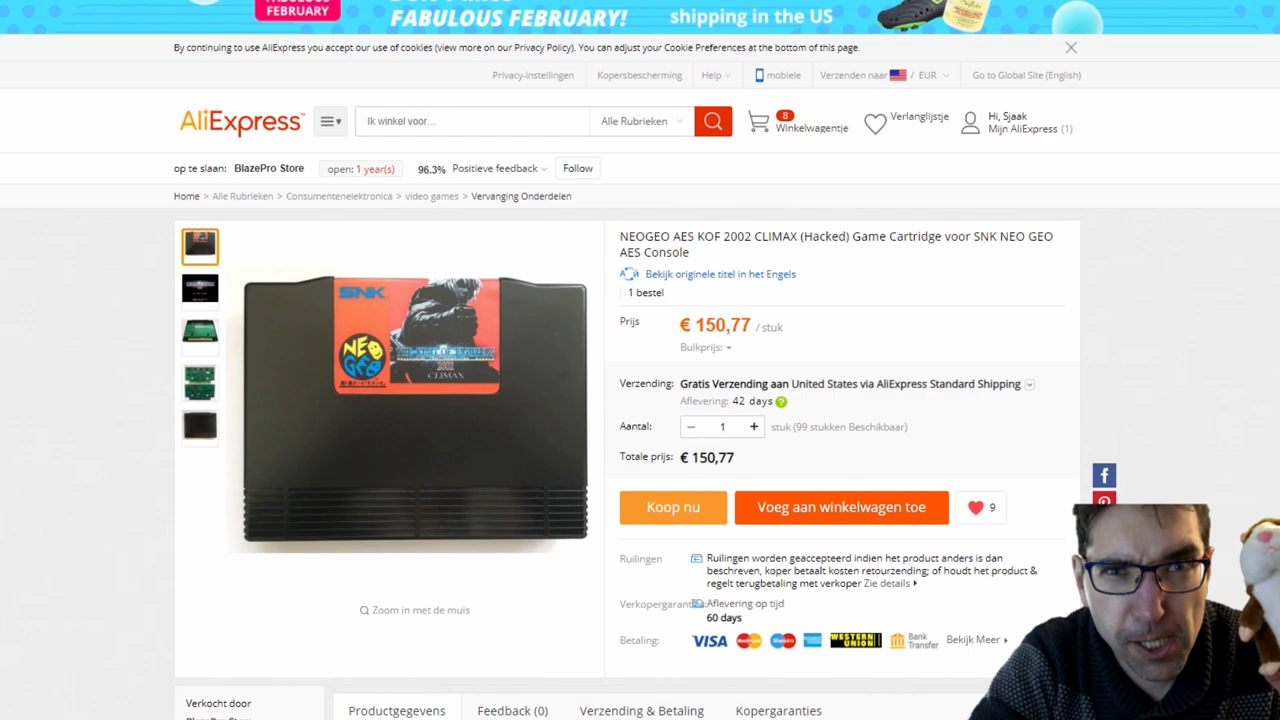 FABULOUS
FEBRUARY
FABULOUS FEBRUARY!
shipping in the US
By continuing to use AliExpress you accept our use of cookies (view more on our Privacy Policy). You can adjust your Cookie Preferences at the bottom of this page.
Privacy-instellingen Kopersbescherming Help mobiele Verzenden naar / EUR Go to Global Site (English)
AliExpress™ Ik winkel voor... Alle Rubrieken 8 Winkelwagentje Verlanglijstje Hi, Sjaak
Mijn AliExpress (1)
op te slaan: BlazePro Store open: 1 year(s) 96.3% Positieve feedback Follow
Home > Alle Rubrieken > Consumentenelektronica > video games > Vervanging Onderdelen
NEOGEO AES KOF 2002 CLIMAX (Hacked) Game Cartridge voor SNK NEO GEO
AES Console
Bekijk originele titel in het Engels
1 bestel
Prijs € 150,77 / stuk
Bulkprijs:
Verzending: Gratis Verzending aan United States via AliExpress Standard Shipping
Aflevering: 42 days ?
Aantal: − 1 + stuk (99 stukken Beschikbaar)
Totale prijs: € 150,77
Koop nu Voeg aan winkelwagen toe 9
SNK
NEO
GEO
2002
CLIMAX
Zoom in met de muis
Ruilingen Ruilingen worden geaccepteerd indien het product anders is dan
beschreven, koper betaalt kosten retourzending; of houdt het product &
regelt terugbetaling met verkoper Zie details
Verkopergarantie: Aflevering op tijd
60 days
Betaling: VISA MasterCard Maestro WESTERN UNION Bank Transfer Bekijk Meer
Verkocht door
BlazePro Store
Productgegevens Feedback (0) Verzending & Betaling Kopergaranties